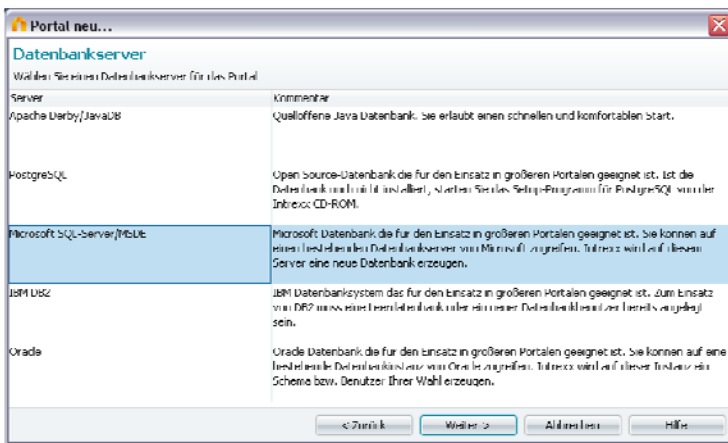 Portal neu...
Datenbankserver
Wählen Sie einen Datenbankserver für das Portal
Server Kommentar
Apache Derby/JavaDB Quelloffene Java Datenbank. Sie erlaubt einen schnellen und komfortablen Start.
PostgreSQL Open Source-Datenbank die für den Einsatz in größeren Portalen geeignet ist. Ist die
Datenbank noch nicht installiert, starten Sie das Setup-Programm für PostgreSQL von der
Intrexx CD-ROM.
Microsoft SQL-Server/MSDE Microsoft Datenbank die für den Einsatz in größeren Portalen geeignet ist. Sie können auf
einen bestehenden Datenbankserver von Microsoft zugreifen. Intrexx wird auf diesem
Server eine neue Datenbank erzeugen.
IBM DB2 IBM Datenbanksystem das für den Einsatz in größeren Portalen geeignet ist. Zum Einsatz
von DB2 muss eine Leerdatenbank oder ein neuer Datenbankbenutzer bereits angelegt
sein.
Oracle Oracle Datenbank die für den Einsatz in größeren Portalen geeignet ist. Sie können auf eine
bestehende Datenbankinstanz von Oracle zugreifen. Intrexx wird auf dieser Instanz ein
Schema bzw. Benutzer Ihrer Wahl erzeugen.
< Zurück Weiter > Abbrechen Hilfe